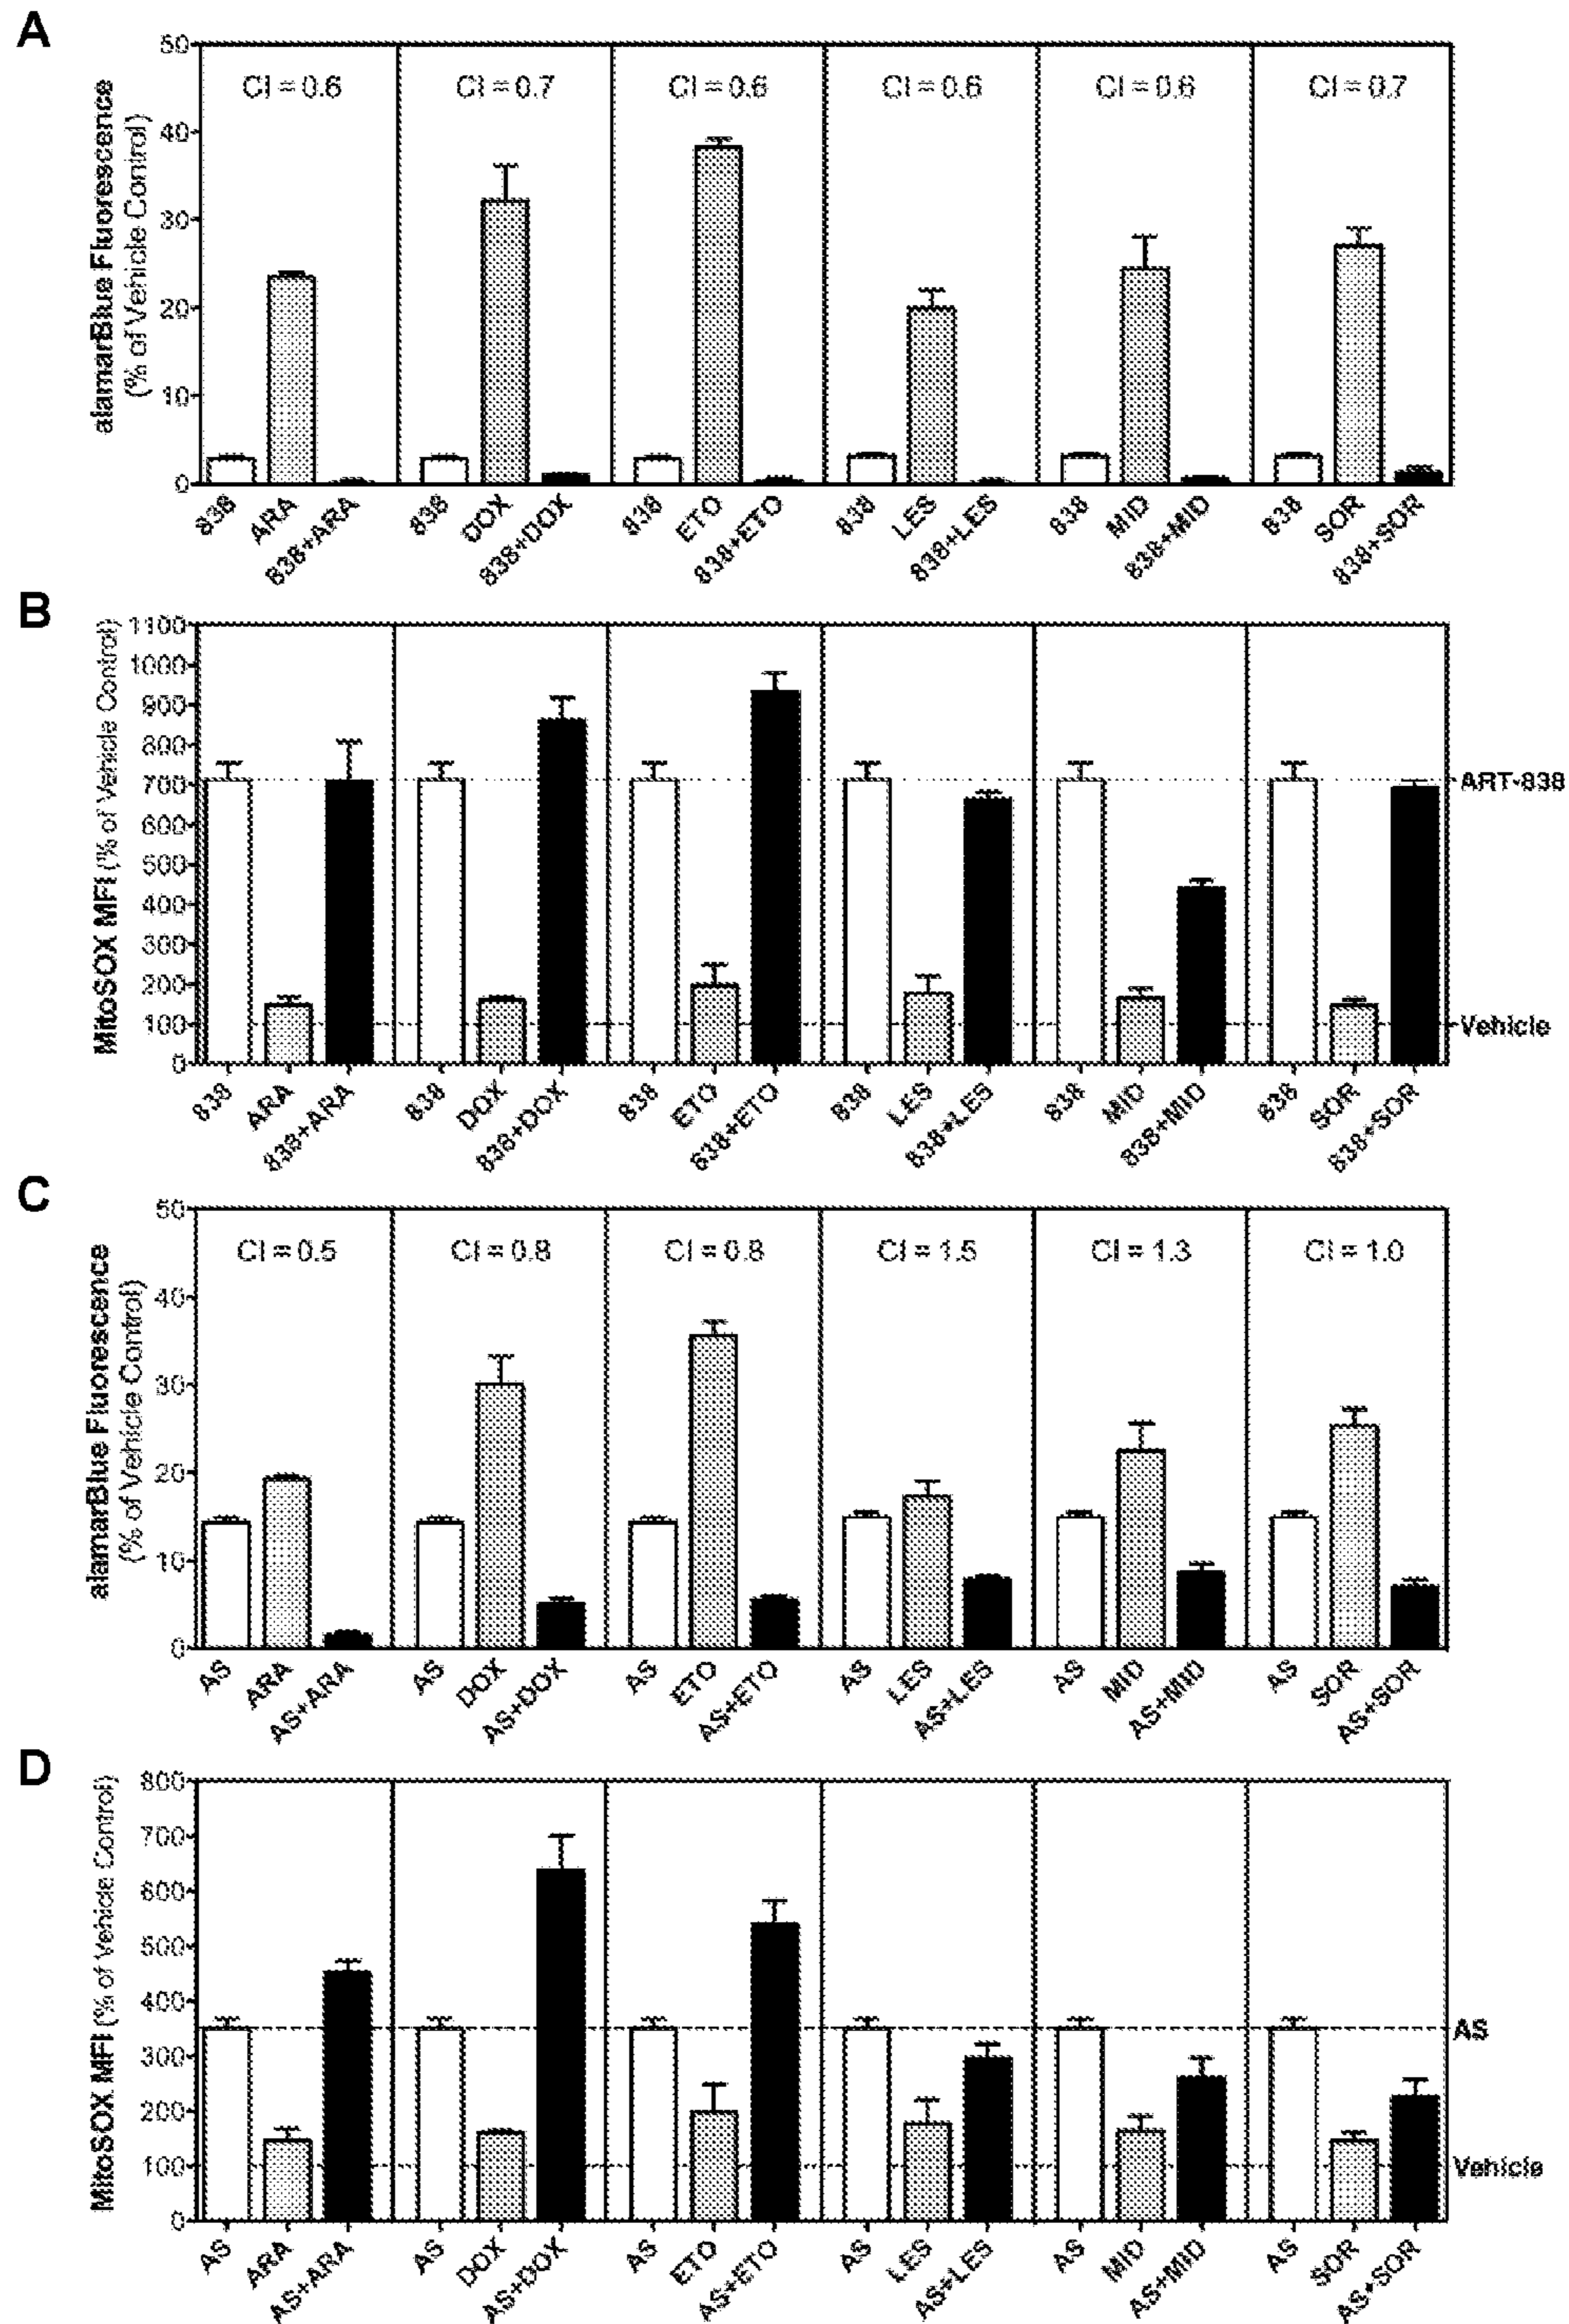 A
alamarBlue Fluorescence
(% of Vehicle Control)
50
40
30
20
10
0
CI = 0.6
CI = 0.7
CI = 0.6
CI = 0.6
CI = 0.6
CI = 0.7
838
ARA
838+ARA
838
DOX
838+DOX
838
ETO
838+ETO
838
LES
838+LES
838
MID
838+MID
838
SOR
838+SOR
B
MitoSOX MFI (% of Vehicle Control)
1100
1000
900
800
700
600
500
400
300
200
100
0
ART-838
Vehicle
838
ARA
838+ARA
838
DOX
838+DOX
838
ETO
838+ETO
838
LES
838+LES
838
MID
838+MID
838
SOR
838+SOR
C
alamarBlue Fluorescence
(% of Vehicle Control)
50
40
30
20
10
0
CI = 0.5
CI = 0.8
CI = 0.8
CI = 1.5
CI = 1.3
CI = 1.0
AS
ARA
AS+ARA
AS
DOX
AS+DOX
AS
ETO
AS+ETO
AS
LES
AS+LES
AS
MID
AS+MID
AS
SOR
AS+SOR
D
MitoSOX MFI (% of Vehicle Control)
800
700
600
500
400
300
200
100
0
AS
Vehicle
AS
ARA
AS+ARA
AS
DOX
AS+DOX
AS
ETO
AS+ETO
AS
LES
AS+LES
AS
MID
AS+MID
AS
SOR
AS+SOR